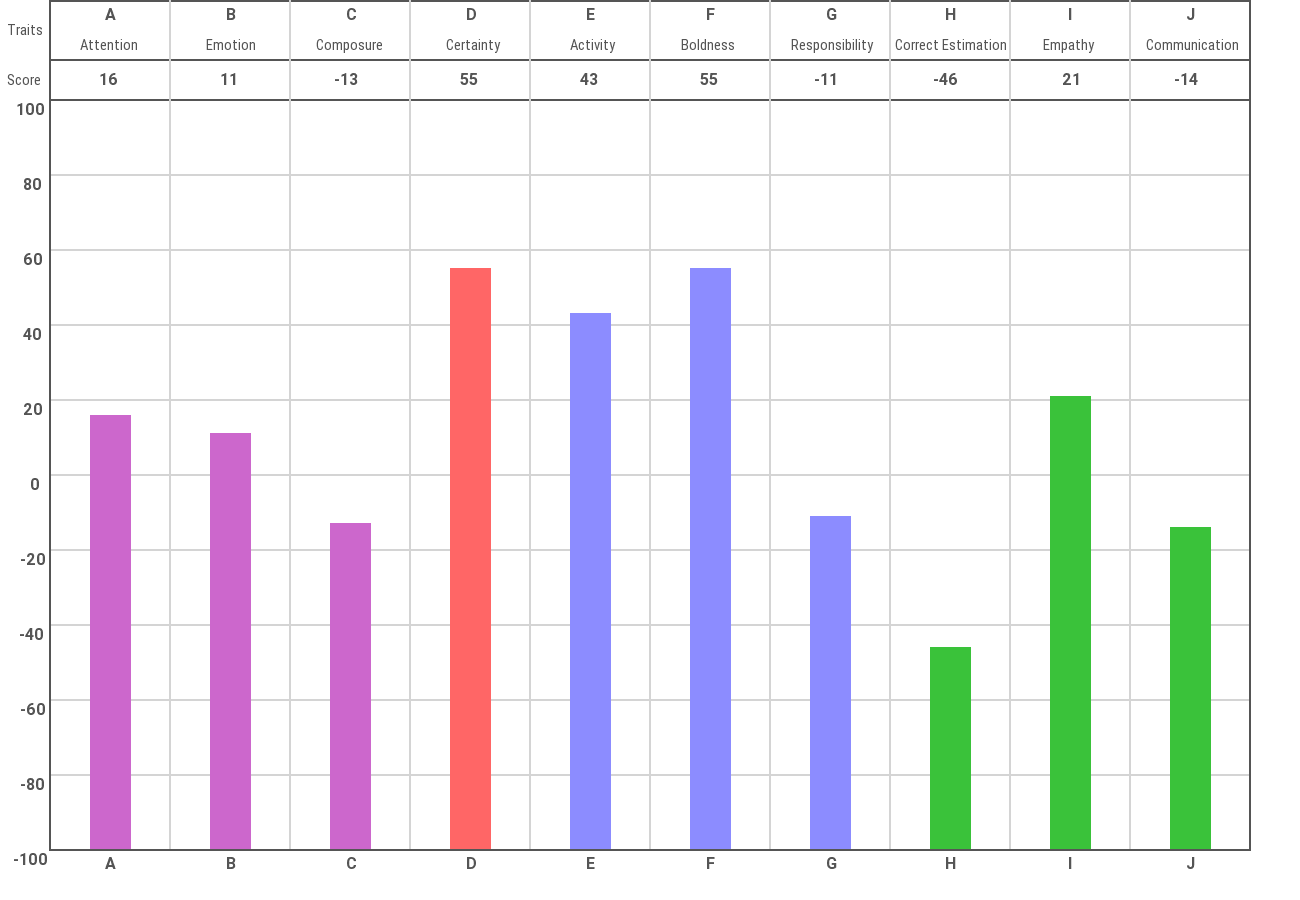 Traits
A B C D E F G H I J
Attention Emotion Composure Certainty Activity Boldness Responsibility Correct Estimation Empathy Communication
Score 16 11 -13 55 43 55 -11 -46 21 -14
100
80
60
40
20
0
-20
-40
-60
-80
-100
A B C D E F G H I J